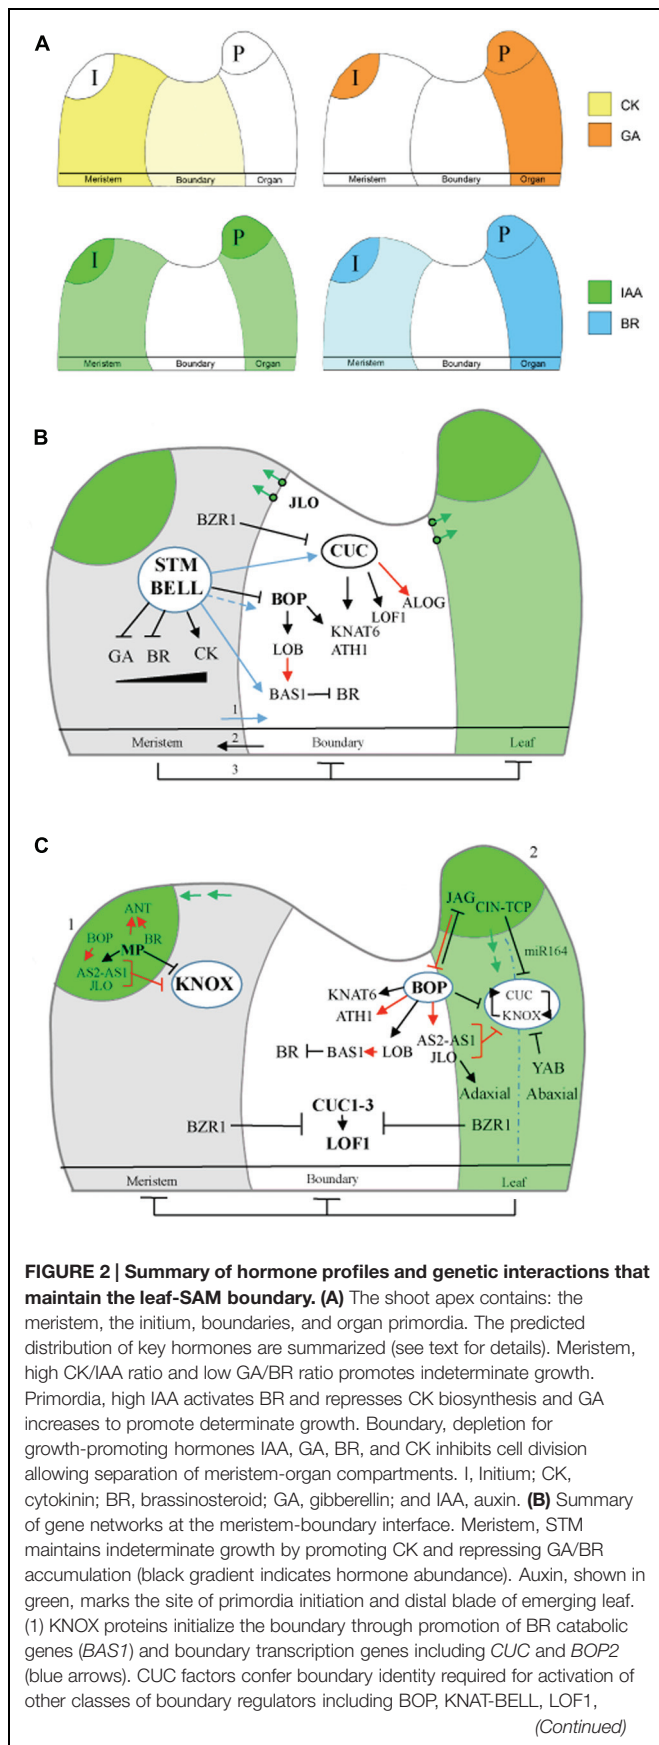 A
I
P
I
P
CK
GA
Meristem
Boundary
Organ
Meristem
Boundary
Organ
I
P
I
P
IAA
BR
Meristem
Boundary
Organ
Meristem
Boundary
Organ
B
JLO
BZR1
CUC
STM
BELL
BOP
ALOG
LOF1
KNAT6
ATH1
GA
BR
CK
LOB
BAS1
BR
1
2
Meristem
Boundary
Leaf
3
C
2
1
ANT
JAG
CIN-TCP
BOP
BR
MP
miR164
AS2-AS1
JLO
KNOX
BOP
KNAT6
CUC
KNOX
ATH1
AS2-AS1
BR
BAS1
LOB
JLO
YAB
Adaxial
Abaxial
CUC1-3
BZR1
BZR1
LOF1
Meristem
Boundary
Leaf
FIGURE 2 | Summary of hormone profiles and genetic interactions that
maintain the leaf-SAM boundary. (A) The shoot apex contains: the
meristem, the initium, boundaries, and organ primordia. The predicted
distribution of key hormones are summarized (see text for details). Meristem,
high CK/IAA ratio and low GA/BR ratio promotes indeterminate growth.
Primordia, high IAA activates BR and represses CK biosynthesis and GA
increases to promote determinate growth. Boundary, depletion for
growth-promoting hormones IAA, GA, BR, and CK inhibits cell division
allowing separation of meristem-organ compartments. I, Initium; CK,
cytokinin; BR, brassinosteroid; GA, gibberellin; and IAA, auxin. (B) Summary
of gene networks at the meristem-boundary interface. Meristem, STM
maintains indeterminate growth by promoting CK and repressing GA/BR
accumulation (black gradient indicates hormone abundance). Auxin, shown in
green, marks the site of primordia initiation and distal blade of emerging leaf.
(1) KNOX proteins initialize the boundary through promotion of BR catabolic
genes (BAS1) and boundary transcription genes including CUC and BOP2
(blue arrows). CUC factors confer boundary identity required for activation of
other classes of boundary regulators including BOP, KNAT-BELL, LOF1,
(Continued)